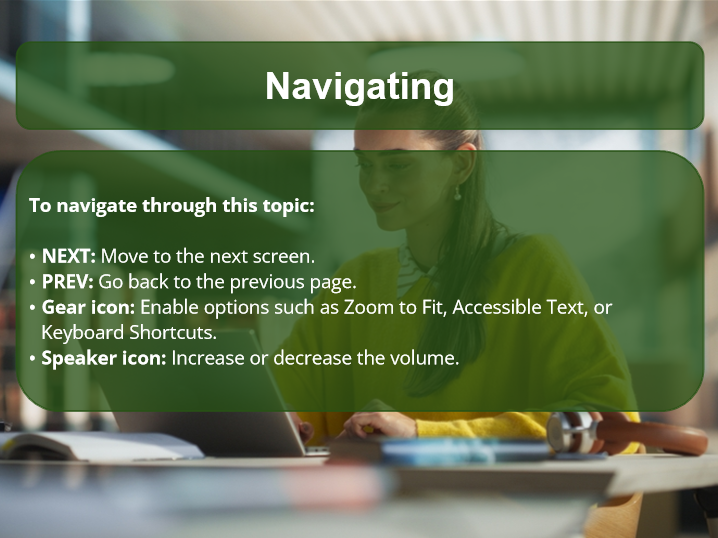 Navigating
To navigate through this topic:
• NEXT: Move to the next screen.
• PREV: Go back to the previous page.
• Gear icon: Enable options such as Zoom to Fit, Accessible Text, or
Keyboard Shortcuts.
• Speaker icon: Increase or decrease the volume.